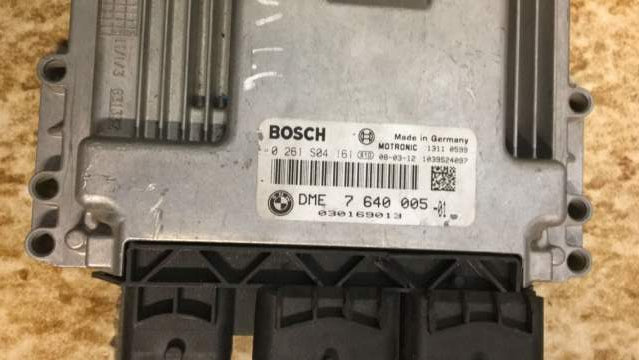 BOSCH
Made in Germany
MOTRONIC 1311 0599
0 261 S04 161 08-03-12 1039S24097
DME 7 640 005 -01
030169013